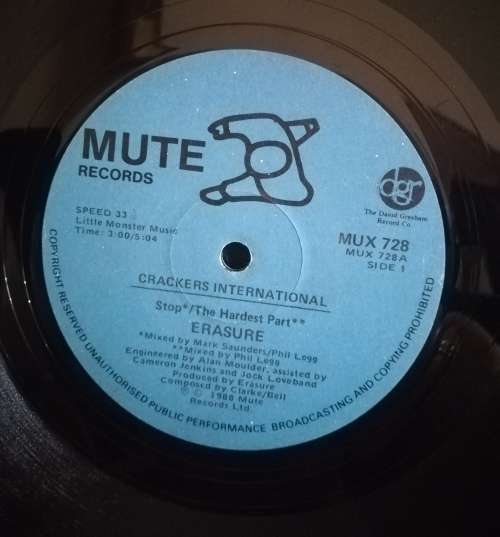 MUTE
RECORDS
dgr
The David Gresham
Record Co.
SPEED 33
Little Monster Music
Time: 3:00/5:04
MUX 728
MUX 728A
SIDE 1
CRACKERS INTERNATIONAL
Stop*/The Hardest Part**
ERASURE
*Mixed by Mark Saunders/Phil Legg
**Mixed by Phil Legg
Engineered by Alan Moulder, assisted by
Cameron Jenkins and Jock Loveband
Produced by Erasure
Composed by Clarke/Bell
℗ © 1988 Mute
Records Ltd.
COPYRIGHT RESERVED UNAUTHORISED PUBLIC PERFORMANCE BROADCASTING AND COPYING PROHIBITED